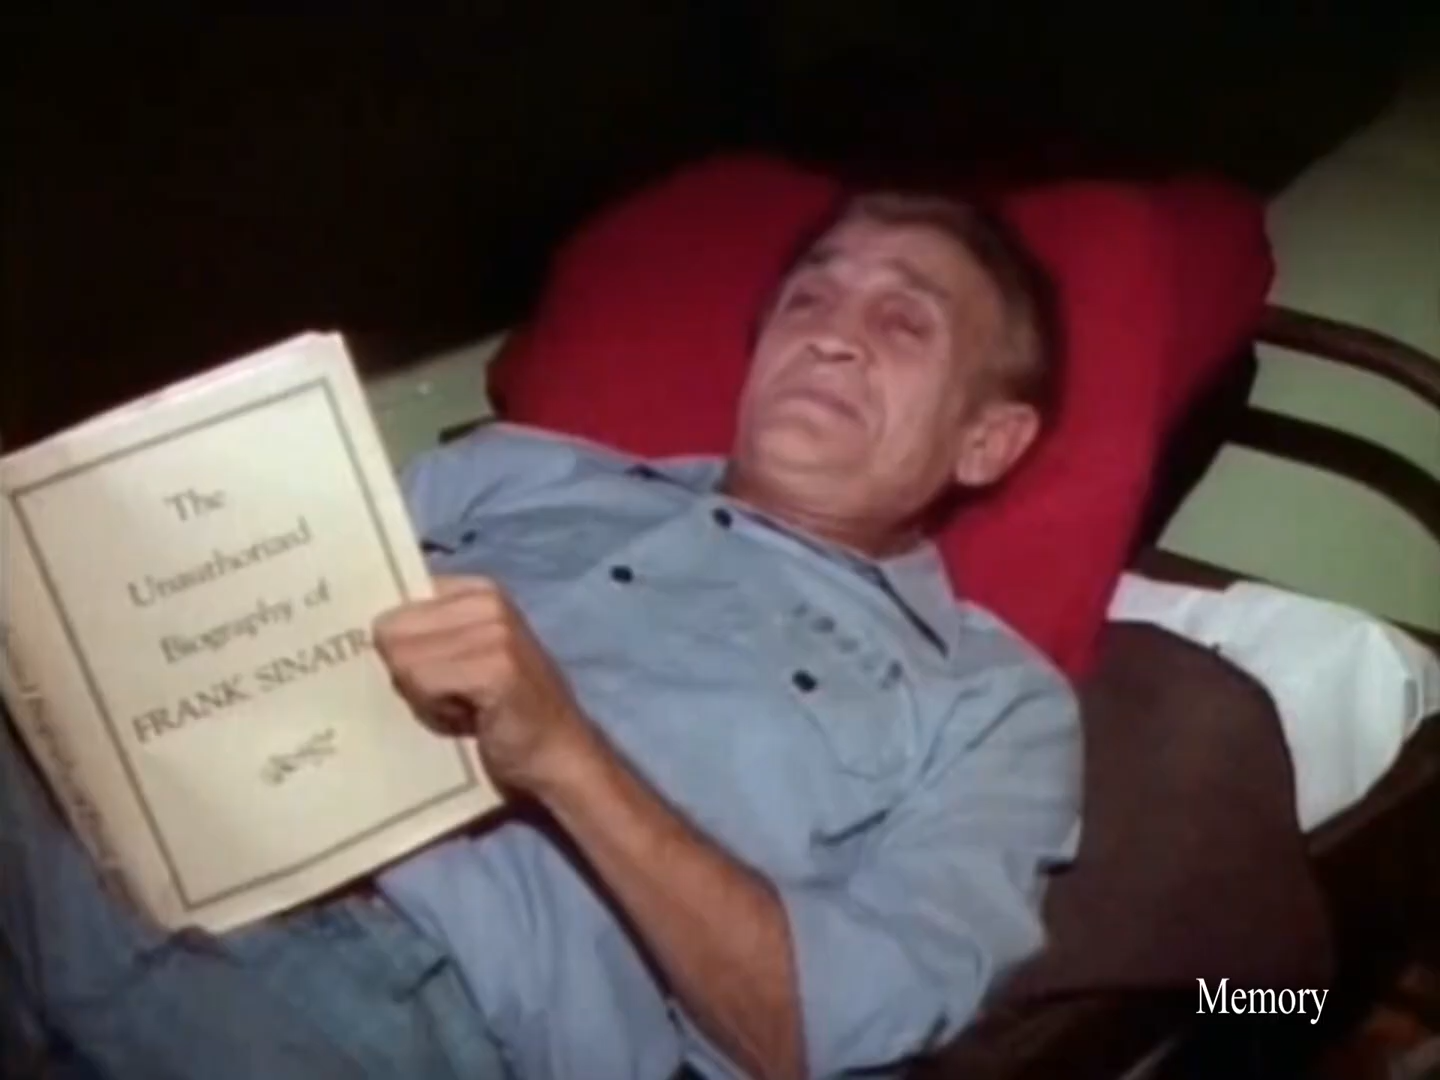 The
Unauthorized
Biography of
FRANK SINATR
Memory